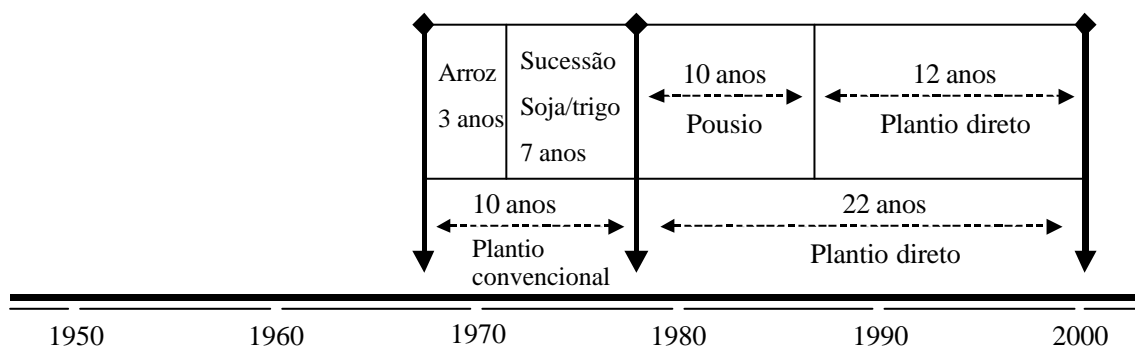 Arroz
3 anos
Sucessão
Soja/trigo
7 anos
10 anos
Pousio
12 anos
Plantio direto
10 anos
Plantio
convencional
22 anos
Plantio direto
1950
1960
1970
1980
1990
2000